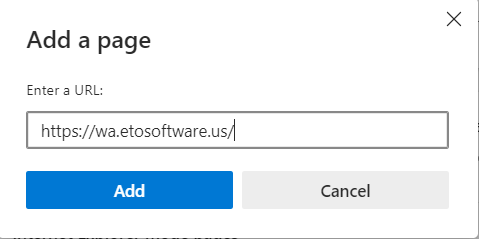 Add a page
Enter a URL:
https://wa.etosoftware.us/
Add
Cancel